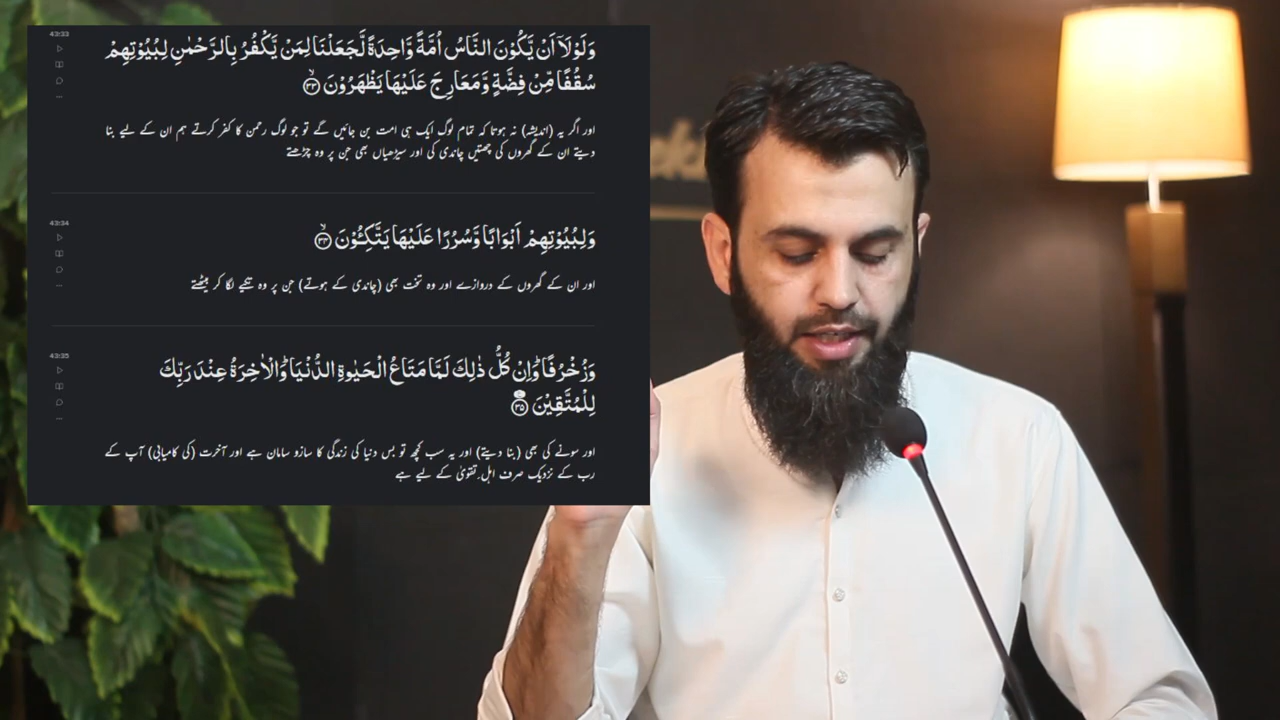 43:33
وَلَوْلَاۤ اَنْ يَّكُوْنَ النَّاسُ اُمَّةً وَّاحِدَةً لَّجَعَلْنَا لِمَنْ يَّكْفُرُ بِالرَّحْمٰنِ لِبُيُوْتِهِمْ
سُقُفًا مِّنْ فِضَّةٍ وَّمَعَارِجَ عَلَيْهَا يَظْهَرُوْنَ ۙ‏﴿۳۳﴾
اور اگر یہ (اندیشہ) نہ ہوتا کہ تمام لوگ ایک ہی امت بن جائیں گے تو جو لوگ رحمن کا کفر کرتے ہم ان کے لیے بنا
دیتے ان کے گھروں کی چھتیں چاندی کی اور سیڑھیاں بھی جن پر وہ چڑھتے
43:34
وَلِبُيُوْتِهِمْ اَبْوَابًا وَّسُرُرًا عَلَيْهَا يَتَّكِـُٔوْنَ ۙ‏﴿۳۴﴾
اور ان کے گھروں کے دروازے اور وہ تخت بھی (چاندی کے ہوتے) جن پر وہ تکیے لگا کر بیٹھتے
43:35
وَزُخْرُفًا ؕ وَاِنْ كُلُّ ذٰلِكَ لَمَّا مَتَاعُ الْحَيٰوةِ الدُّنْيَا ؕ وَالْاٰخِرَةُ عِنْدَ رَبِّكَ
لِلْمُتَّقِيْنَ ‏﴿۳۵﴾
اور سونے کی بھی (بنا دیتے) اور یہ سب کچھ تو بس دنیا کی زندگی کا سازو سامان ہے اور آخرت (کی کامیابی) آپ کے
رب کے نزدیک صرف اہل ِتقویٰ کے لیے ہے